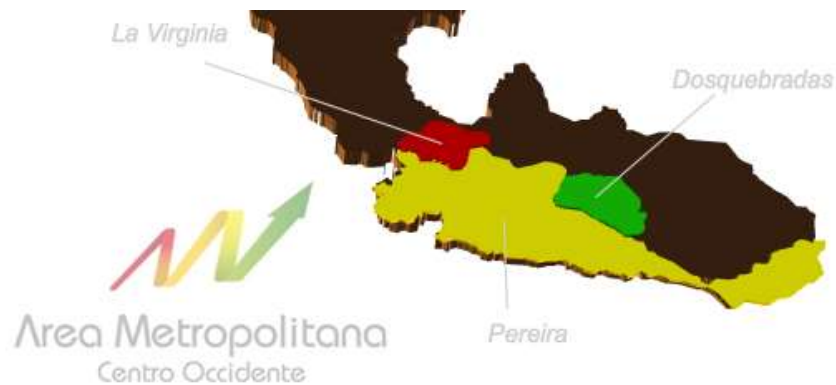 La Virginia
Dosquebradas
Pereira
Area Metropolitana
Centro Occidente